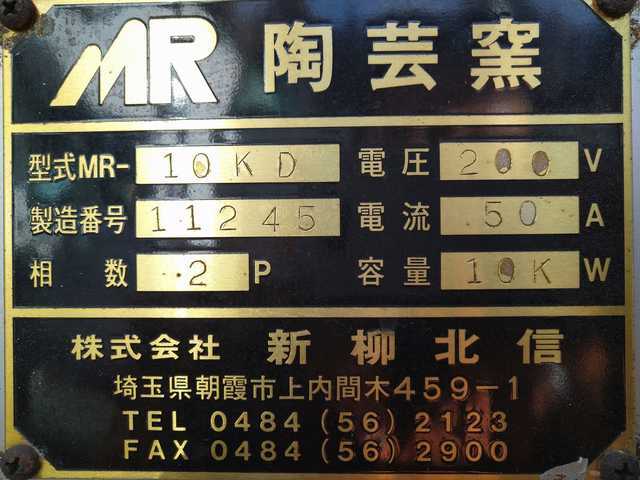 MR 陶芸窯
型式MR- 10KD 電圧 200 V
製造番号 11245 電流 50 A
相数 2 P 容量 10K W
株式会社 新柳北信
埼玉県朝霞市上内間木459-1
TEL 0484 (56) 2123
FAX 0484 (56) 2900